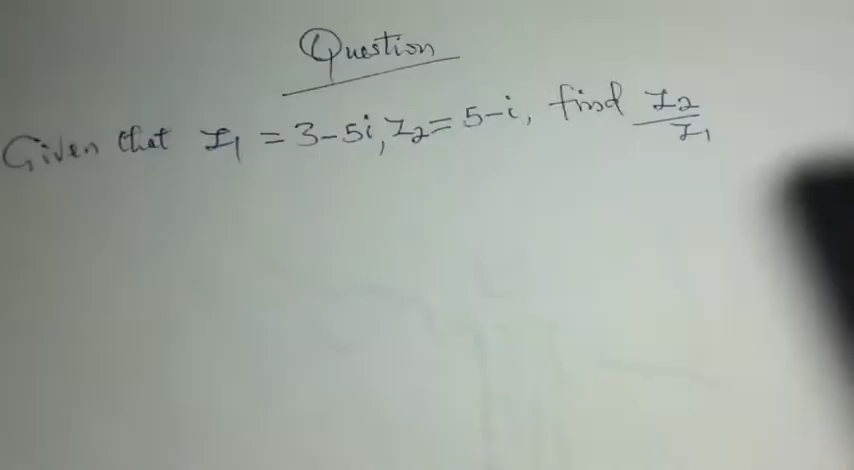 Question
Given that Z₁ = 3-5i, Z₂ = 5-i, find Z₂/Z₁